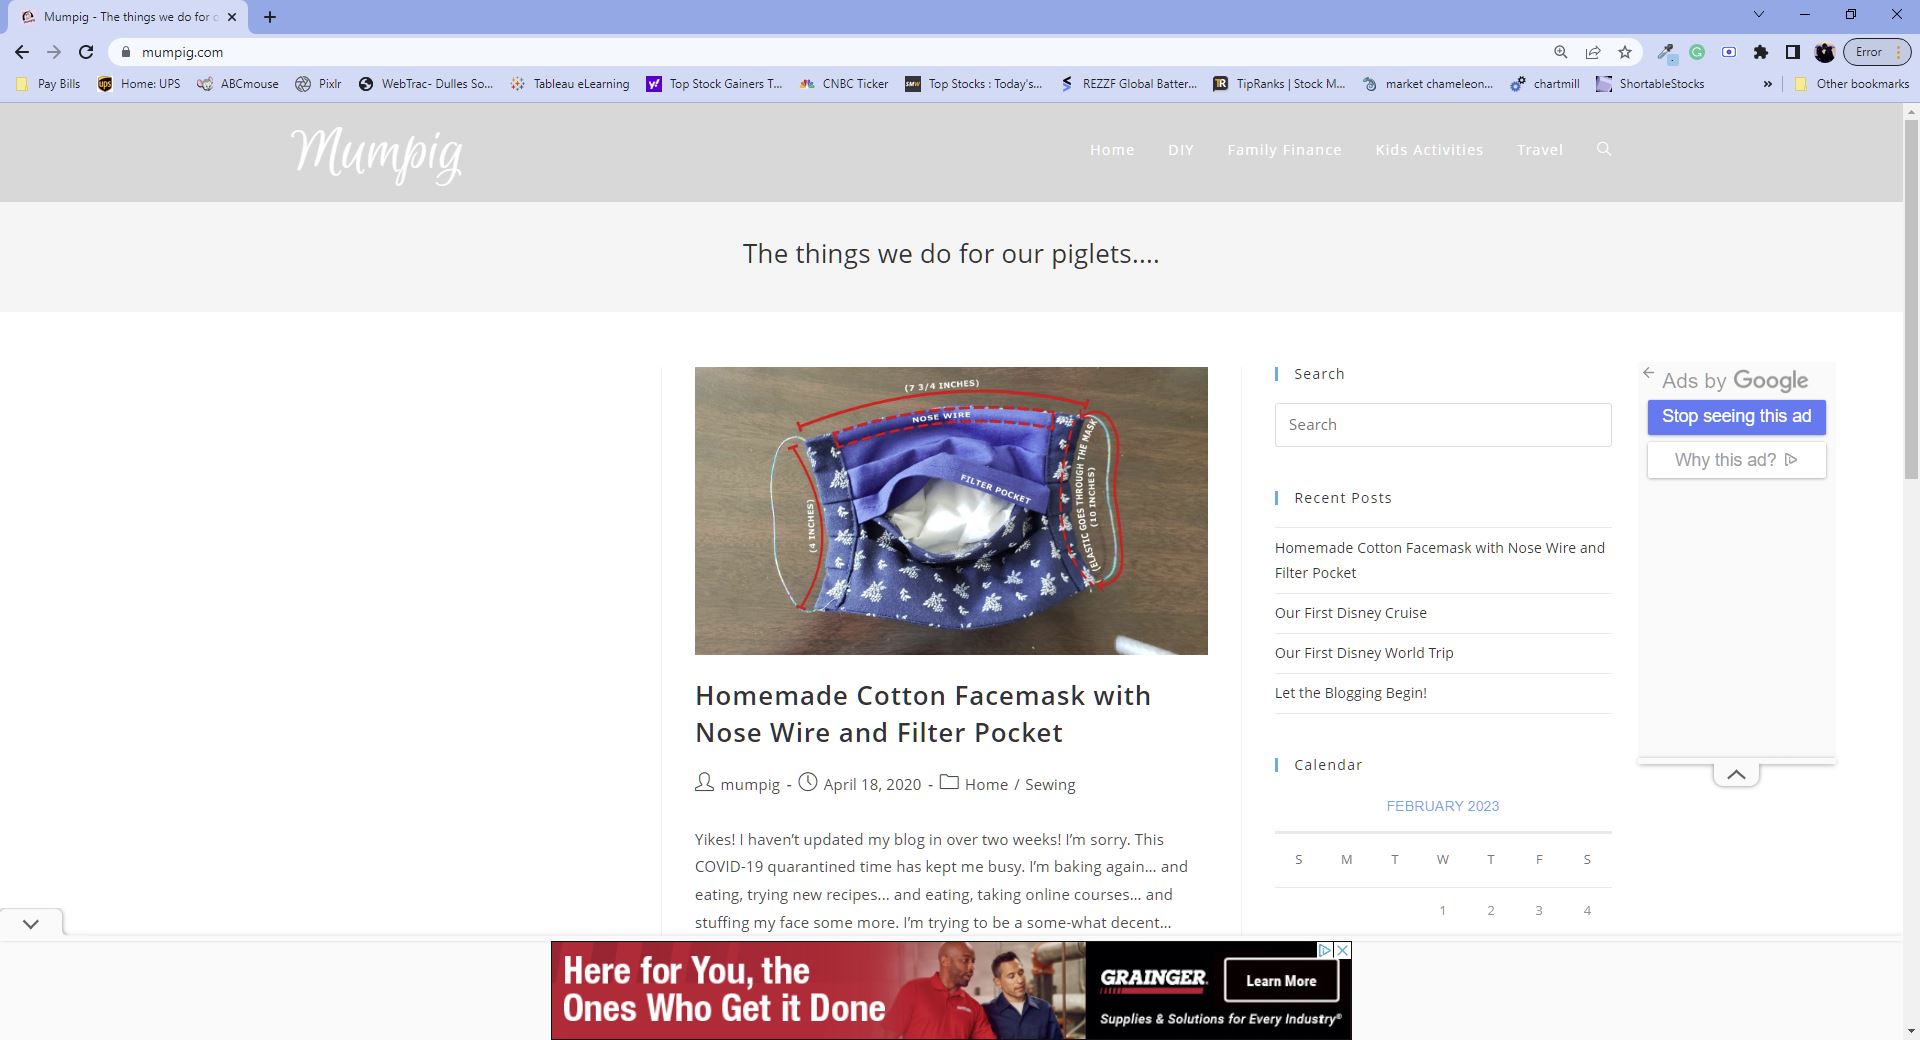 Mumpig - The things we do for o
mumpig.com
Error
Pay Bills
Home: UPS
ABCmouse
Pixlr
WebTrac- Dulles So...
Tableau eLearning
Top Stock Gainers T...
CNBC Ticker
Top Stocks : Today's...
REZZF Global Batter...
TipRanks | Stock M...
market chameleon...
chartmill
ShortableStocks
Other bookmarks
Mumpig
Home DIY Family Finance Kids Activities Travel
The things we do for our piglets....
(7 3/4 INCHES)
NOSE WIRE
FILTER POCKET
(4 INCHES)
(ELASTIC GOES THROUGH THE MASK)
(10 INCHES)
Homemade Cotton Facemask with
Nose Wire and Filter Pocket
mumpig - April 18, 2020 - Home / Sewing
Yikes! I haven’t updated my blog in over two weeks! I’m sorry. This
COVID-19 quarantined time has kept me busy. I’m baking again… and
eating, trying new recipes… and eating, taking online courses… and
stuffing my face some more. I’m trying to be a some-what decent…
Search
Search
Recent Posts
Homemade Cotton Facemask with Nose Wire and
Filter Pocket
Our First Disney Cruise
Our First Disney World Trip
Let the Blogging Begin!
Calendar
FEBRUARY 2023
S M T W T F S
1 2 3 4
Ads by Google
Stop seeing this ad
Why this ad?
Here for You, the
Ones Who Get it Done
GRAINGER
Learn More
Supplies & Solutions for Every Industry®